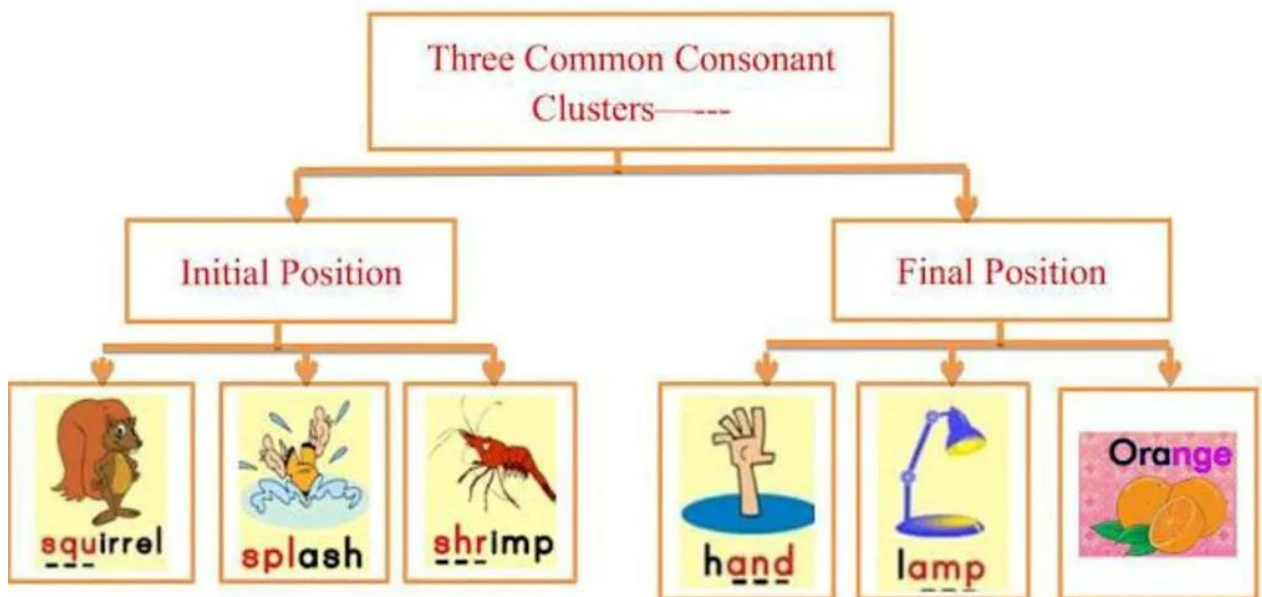 Three Common Consonant
Clusters—---
Initial Position
Final Position
squirrel
splash
shrimp
hand
lamp
Orange